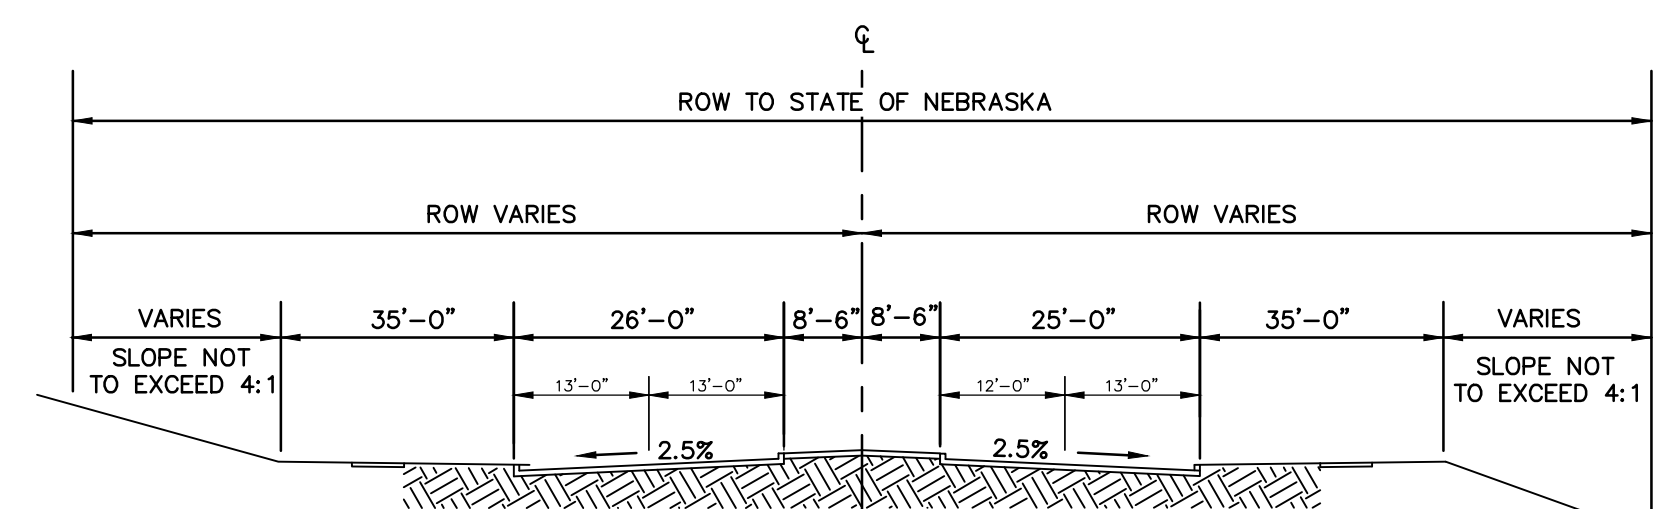 ℄
ROW TO STATE OF NEBRASKA
ROW VARIES
ROW VARIES
VARIES
35'-0"
26'-0"
8'-6"
8'-6"
25'-0"
35'-0"
VARIES
SLOPE NOT
TO EXCEED 4:1
SLOPE NOT
TO EXCEED 4:1
13'-0"
13'-0"
12'-0"
13'-0"
2.5%
2.5%